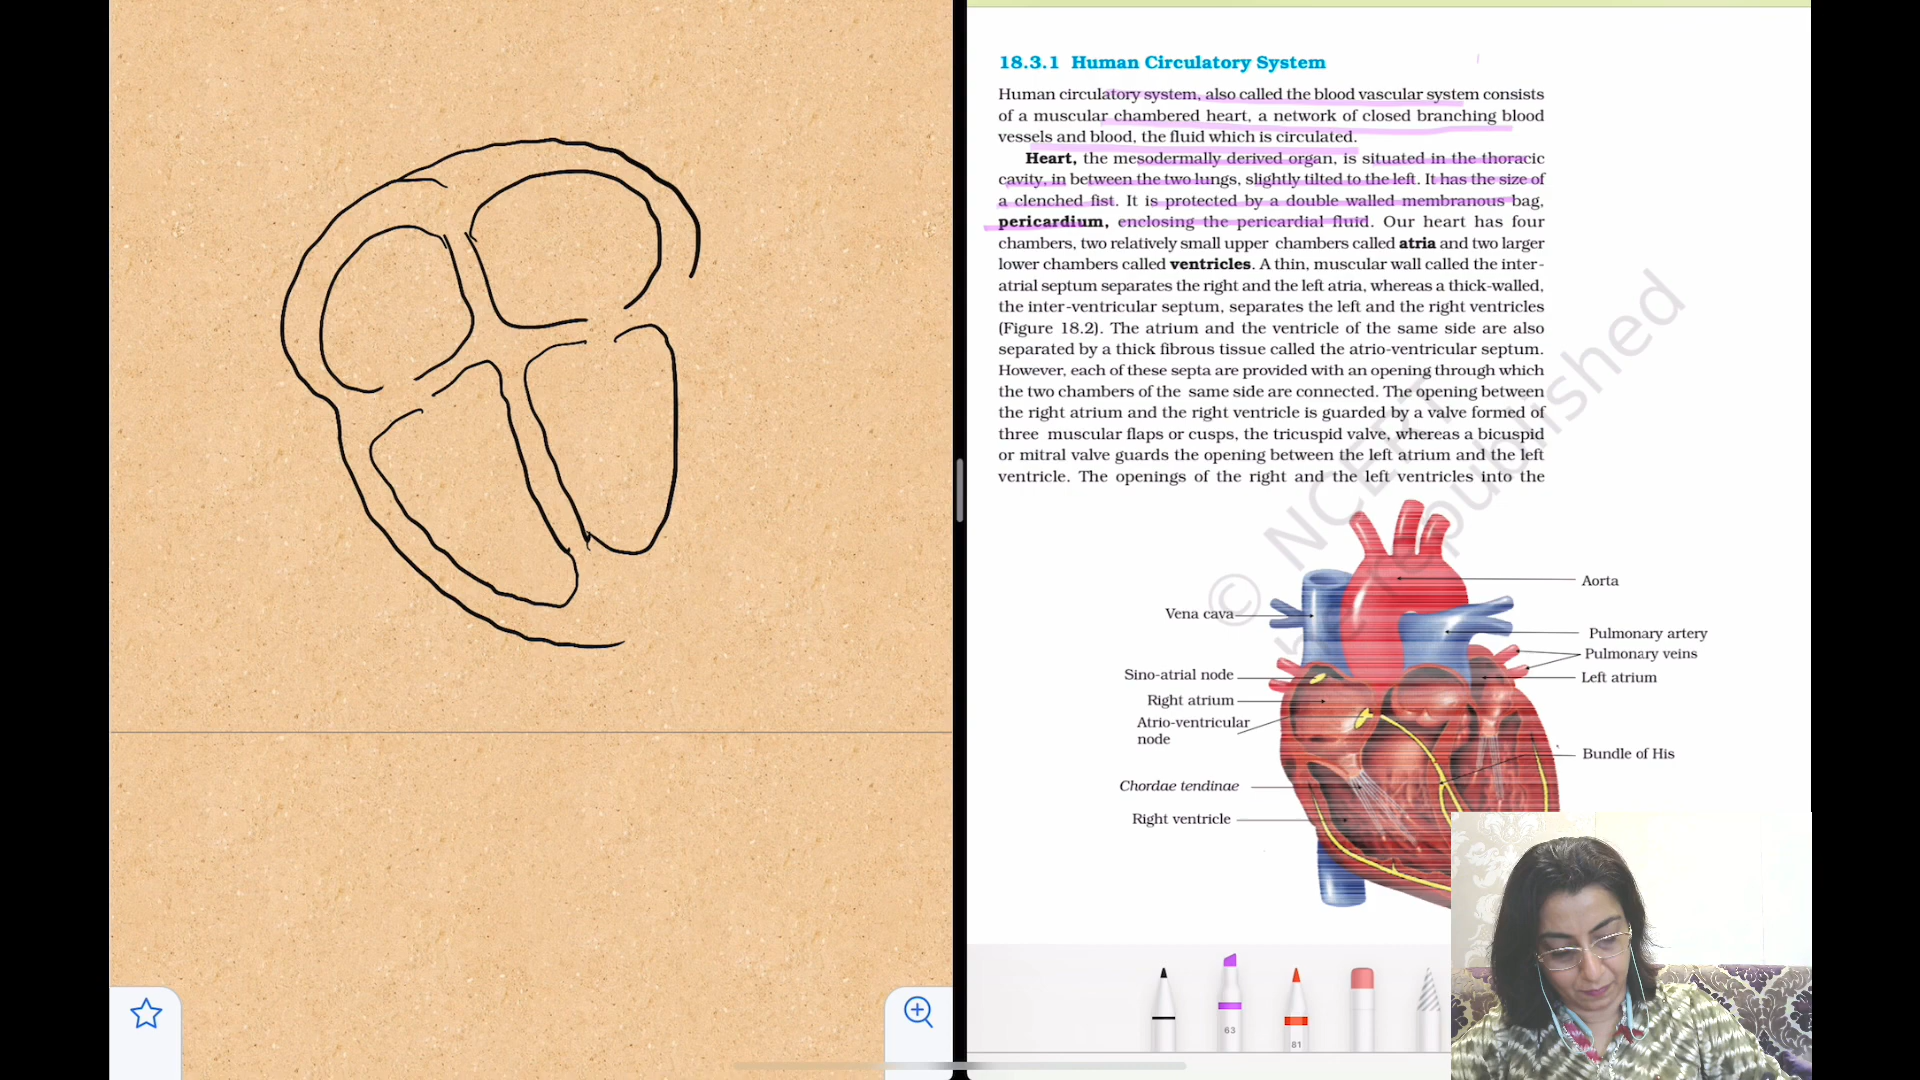 18.3.1 Human Circulatory System
Human circulatory system, also called the blood vascular system consists
of a muscular chambered heart, a network of closed branching blood
vessels and blood, the fluid which is circulated.
Heart, the mesodermally derived organ, is situated in the thoracic
cavity, in between the two lungs, slightly tilted to the left. It has the size of
a clenched fist. It is protected by a double walled membranous bag,
pericardium, enclosing the pericardial fluid. Our heart has four
chambers, two relatively small upper chambers called atria and two larger
lower chambers called ventricles. A thin, muscular wall called the inter-
atrial septum separates the right and the left atria, whereas a thick-walled,
the inter-ventricular septum, separates the left and the right ventricles
(Figure 18.2). The atrium and the ventricle of the same side are also
separated by a thick fibrous tissue called the atrio-ventricular septum.
However, each of these septa are provided with an opening through which
the two chambers of the same side are connected. The opening between
the right atrium and the right ventricle is guarded by a valve formed of
three muscular flaps or cusps, the tricuspid valve, whereas a bicuspid
or mitral valve guards the opening between the left atrium and the left
ventricle. The openings of the right and the left ventricles into the
© NCERT
republished
Aorta
Vena cava
Pulmonary artery
Pulmonary veins
Sino-atrial node
Left atrium
Right atrium
Atrio-ventricular
node
Bundle of His
Chordae tendinae
Right ventricle
63
81